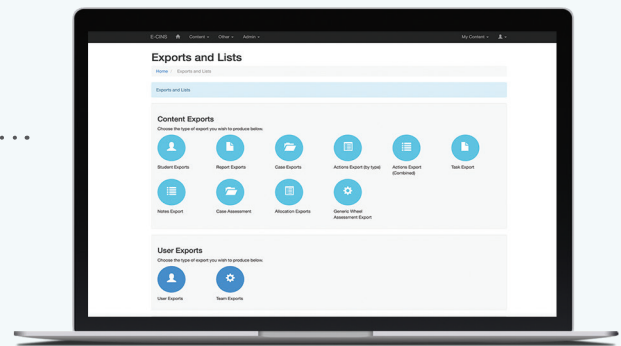 E-CINS Content Other Admin My Content
Exports and Lists
Home / Exports and Lists
Exports and Lists
Content Exports
Choose the type of export you wish to produce below.
Student Exports Report Exports Case Exports Actions Export (by type) Actions Export (Combined) Task Export
Notes Export Case Assessment Allocation Exports Generic Wheel Assessment Export
User Exports
Choose the type of export you wish to produce below.
User Exports Team Exports